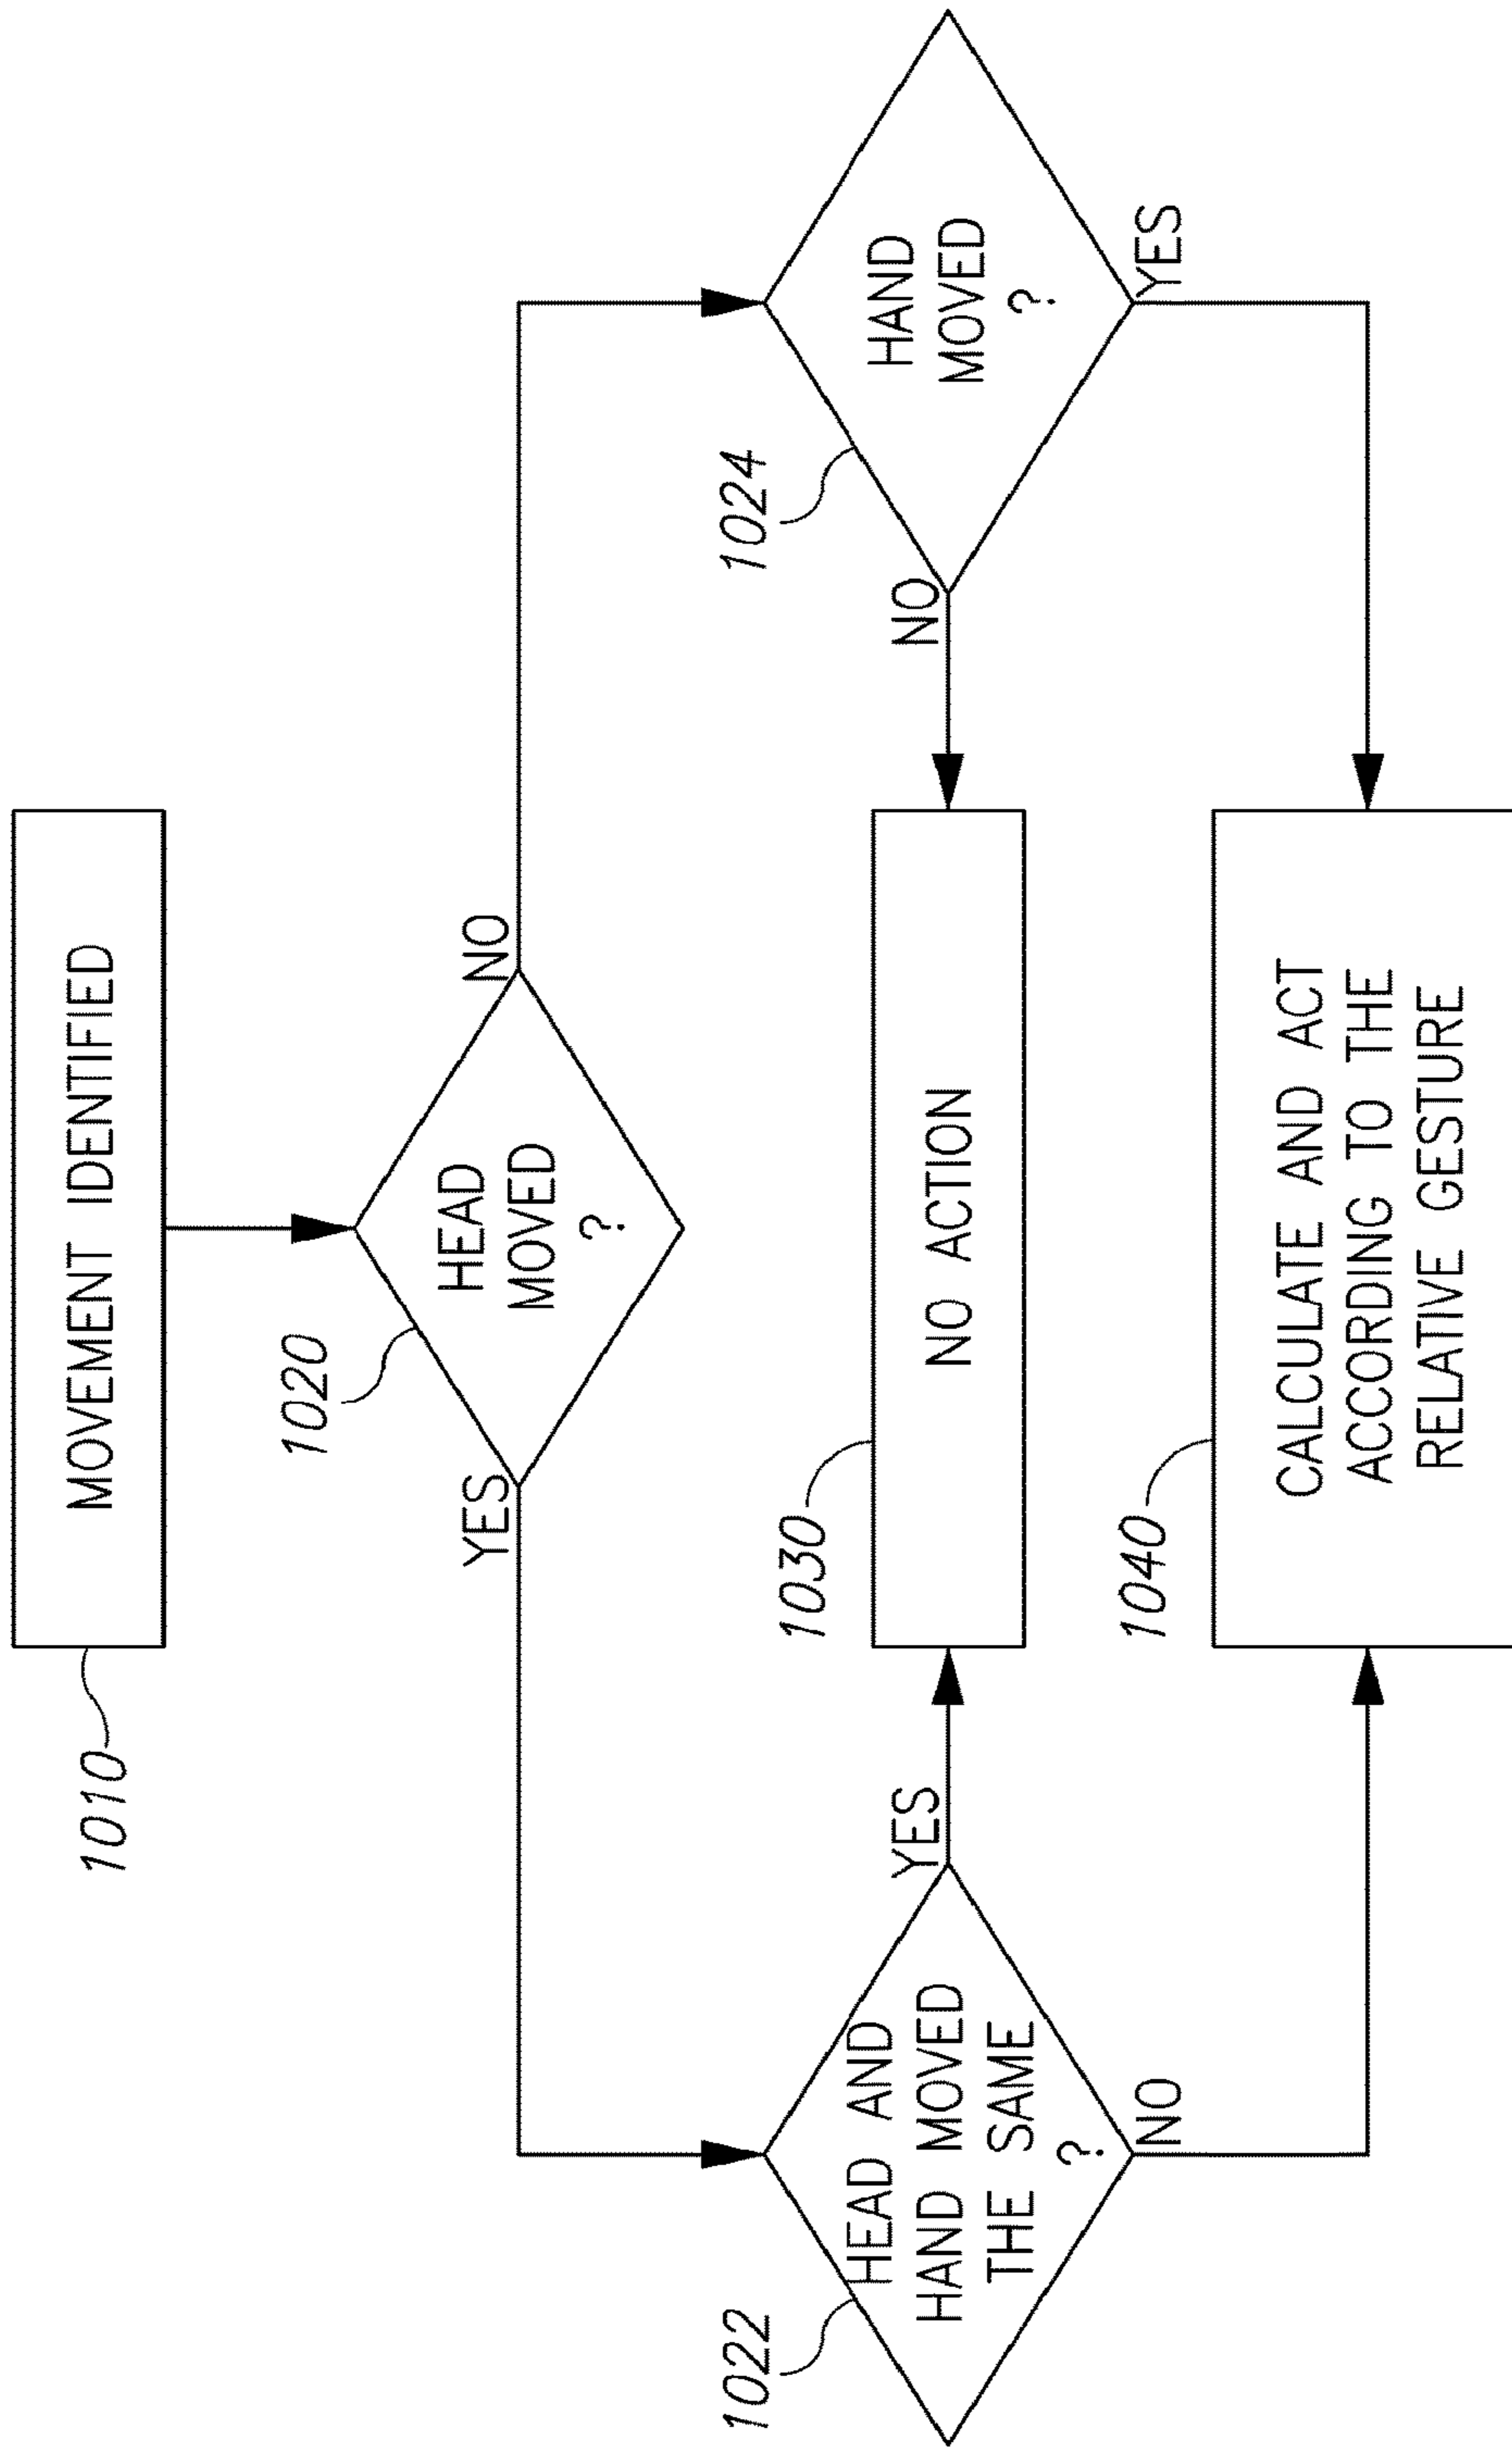 1010
MOVEMENT IDENTIFIED
1020
HEAD
MOVED
?
YES
NO
1022
HEAD AND
HAND MOVED
THE SAME
?
YES
NO
1024
HAND
MOVED
?
NO
YES
1030
NO ACTION
1040
CALCULATE AND ACT
ACCORDING TO THE
RELATIVE GESTURE